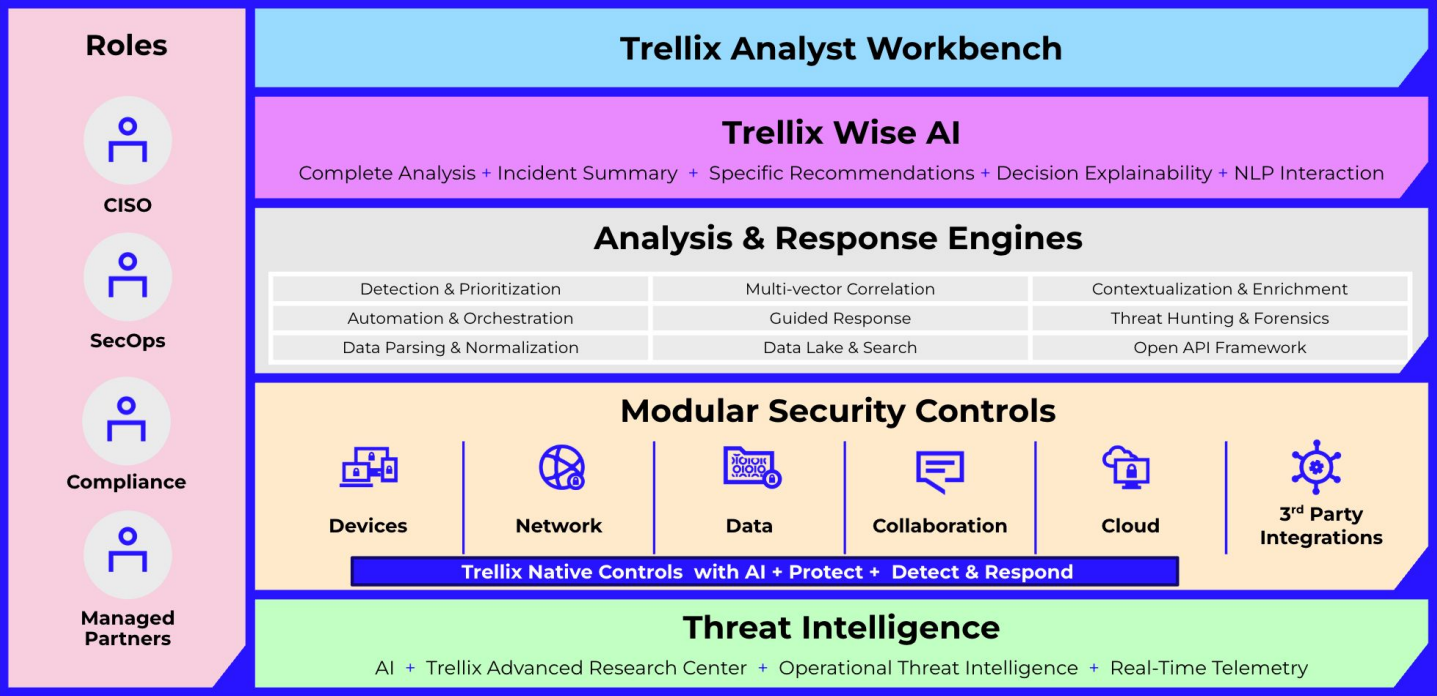 Roles
CISO
SecOps
Compliance
Managed
Partners
Trellix Analyst Workbench
Trellix Wise AI
Complete Analysis + Incident Summary + Specific Recommendations + Decision Explainability + NLP Interaction
Analysis & Response Engines
Detection & Prioritization Multi-vector Correlation Contextualization & Enrichment
Automation & Orchestration Guided Response Threat Hunting & Forensics
Data Parsing & Normalization Data Lake & Search Open API Framework
Modular Security Controls
Devices Network Data Collaboration Cloud
3rd Party
Integrations
Trellix Native Controls with AI + Protect + Detect & Respond
Threat Intelligence
AI + Trellix Advanced Research Center + Operational Threat Intelligence + Real-Time Telemetry